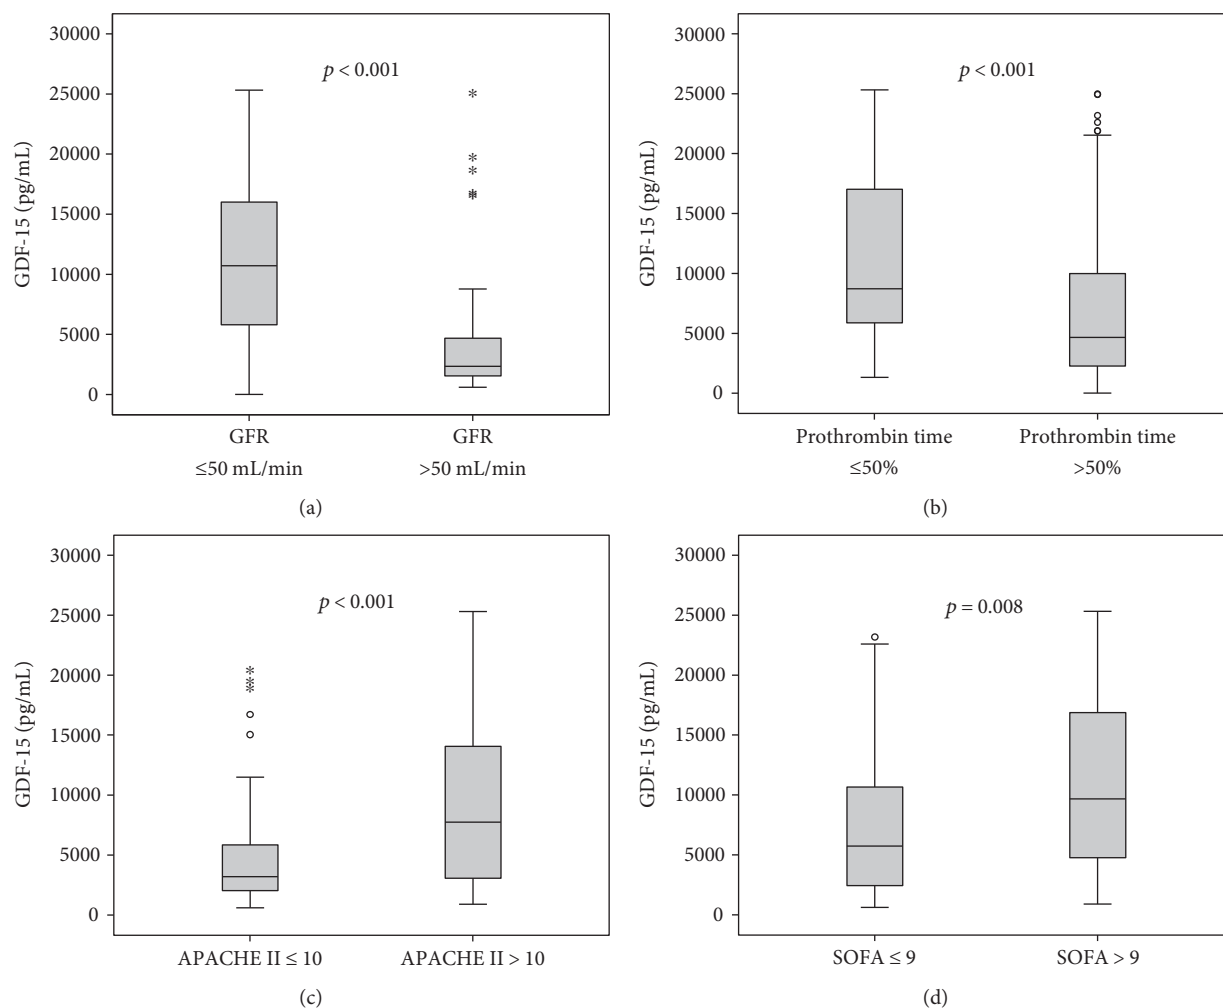 30000
25000
20000
15000
10000
5000
0
GDF-15 (pg/mL)
p < 0.001
GFR
≤50 mL/min
GFR
>50 mL/min
(a)
30000
25000
20000
15000
10000
5000
0
GDF-15 (pg/mL)
p < 0.001
Prothrombin time
≤50%
Prothrombin time
>50%
(b)
30000
25000
20000
15000
10000
5000
0
GDF-15 (pg/mL)
p < 0.001
APACHE II ≤ 10
APACHE II > 10
(c)
30000
25000
20000
15000
10000
5000
0
GDF-15 (pg/mL)
p = 0.008
SOFA ≤ 9
SOFA > 9
(d)